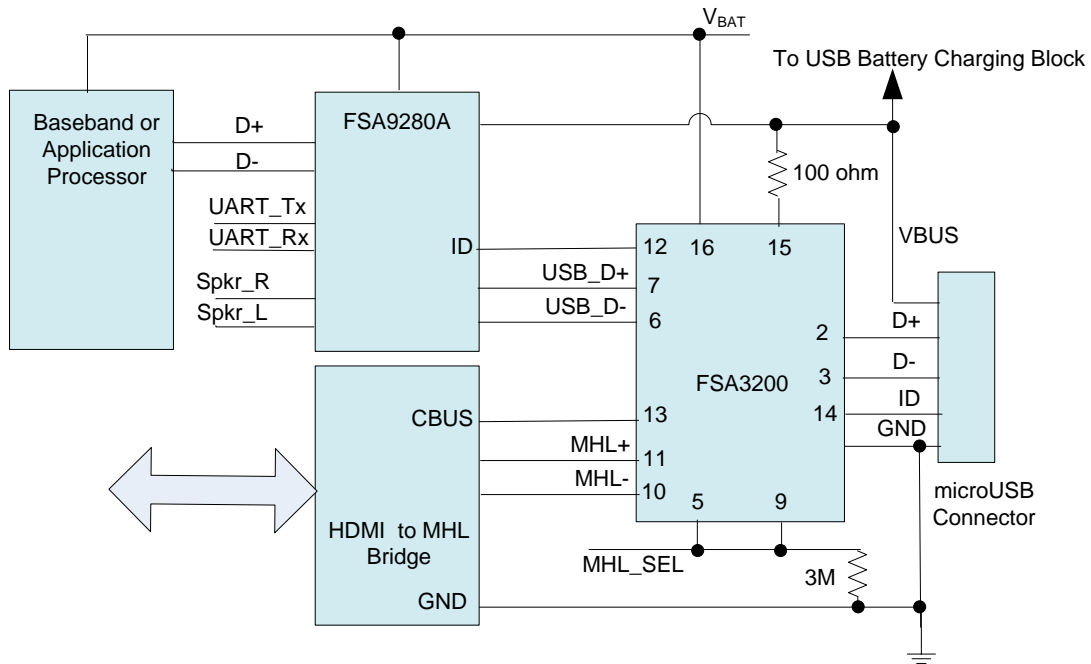 VBAT
To USB Battery Charging Block
Baseband or
Application
Processor
D+
D-
FSA9280A
UART_Tx
UART_Rx
Spkr_R
Spkr_L
ID
USB_D+
USB_D-
100 ohm
VBUS
12
16
15
7
6
2
3
14
FSA3200
D+
D-
ID
GND
13
11
10
5
9
CBUS
MHL+
MHL-
HDMI to MHL
Bridge
GND
MHL_SEL
3M
microUSB
Connector